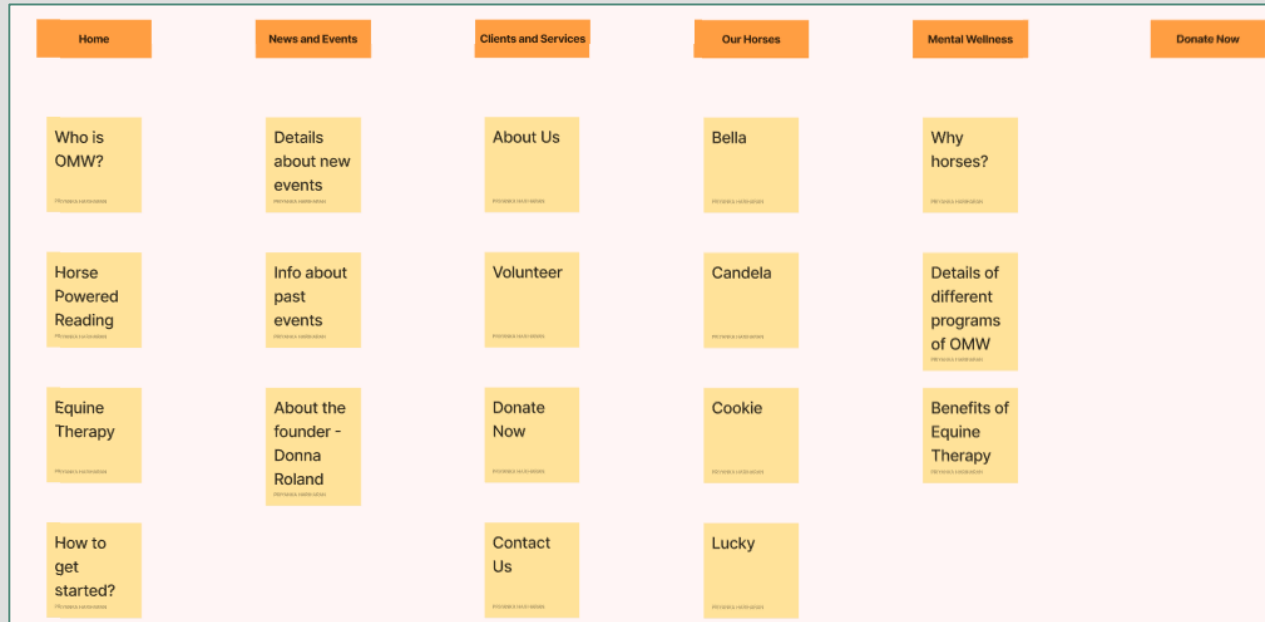 Home
News and Events
Clients and Services
Our Horses
Mental Wellness
Donate Now
Who is
OMW?
Details
about new
events
About Us
Bella
Why
horses?
Horse
Powered
Reading
Info about
past
events
Volunteer
Candela
Details of
different
programs
of OMW
Equine
Therapy
About the
founder -
Donna
Roland
Donate
Now
Cookie
Benefits of
Equine
Therapy
How to
get
started?
Contact
Us
Lucky